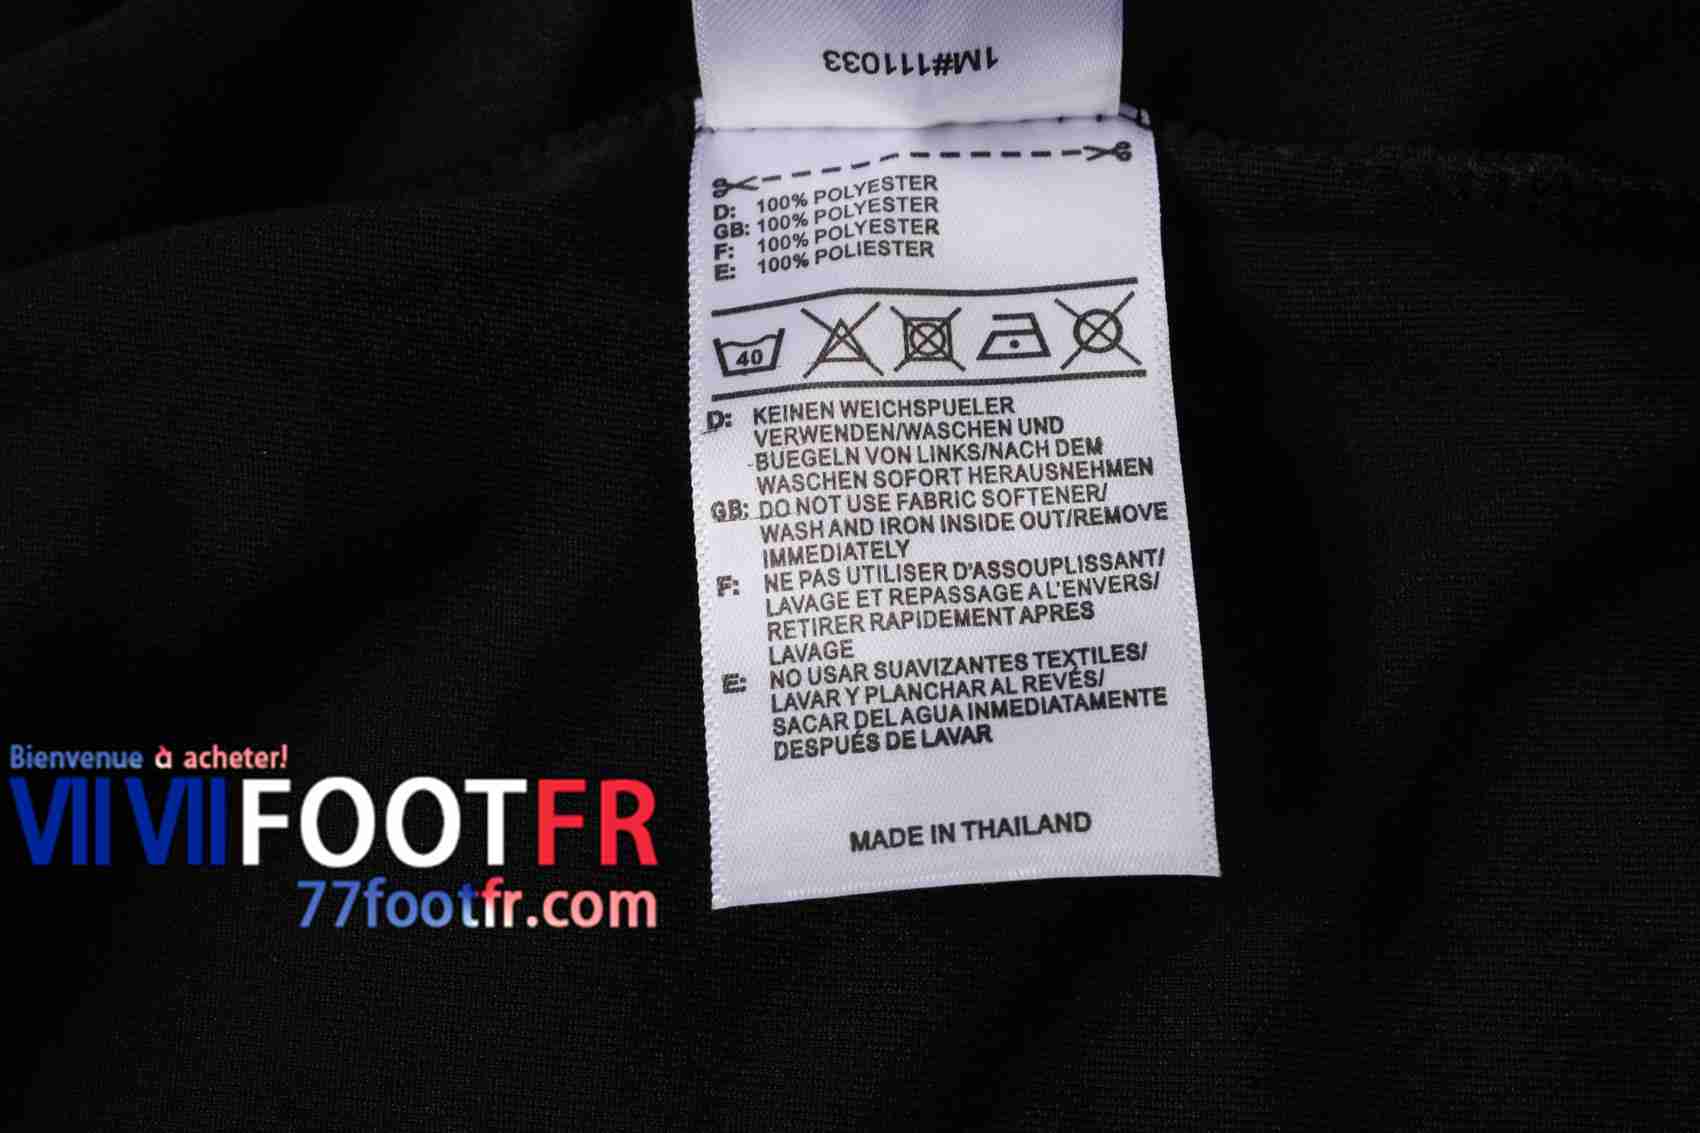 1M#111033
D: 100% POLYESTER
GB: 100% POLYESTER
F: 100% POLYESTER
E: 100% POLIESTER
40
D: KEINEN WEICHSPUELER
VERWENDEN/WASCHEN UND
BUEGELN VON LINKS/NACH DEM
WASCHEN SOFORT HERAUSNEHMEN
GB: DO NOT USE FABRIC SOFTENER/
WASH AND IRON INSIDE OUT/REMOVE
IMMEDIATELY
F: NE PAS UTILISER D'ASSOUPLISSANT/
LAVAGE ET REPASSAGE A L'ENVERS/
RETIRER RAPIDEMENT APRES
LAVAGE
E: NO USAR SUAVIZANTES TEXTILES/
LAVAR Y PLANCHAR AL REVÉS/
SACAR DEL AGUA INMEDIATAMENTE
DESPUÉS DE LAVAR
MADE IN THAILAND
Bienvenue à acheter!
VIIVIIFOOTFR
77footfr.com